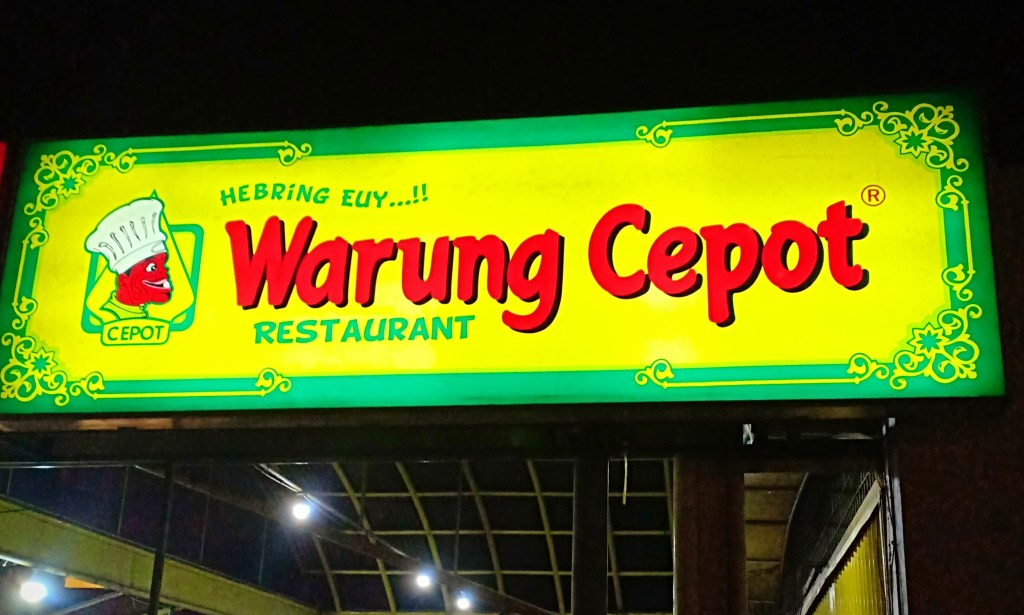 HEBRING EUY...!!
Warung Cepot ®
RESTAURANT
CEPOT